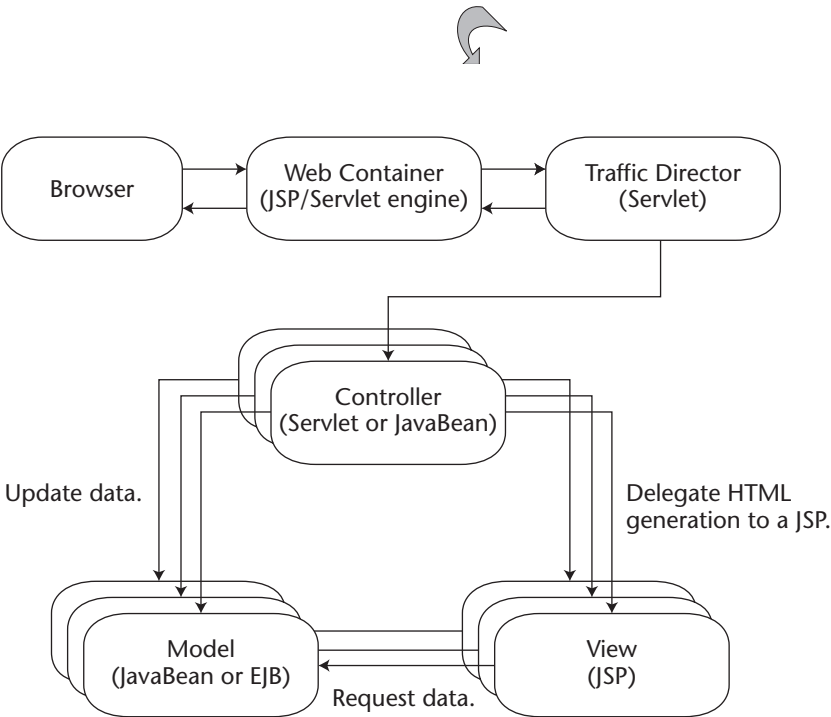 Browser
Web Container
(JSP/Servlet engine)
Traffic Director
(Servlet)
Controller
(Servlet or JavaBean)
Update data.
Delegate HTML
generation to a JSP.
Model
(JavaBean or EJB)
View
(JSP)
Request data.